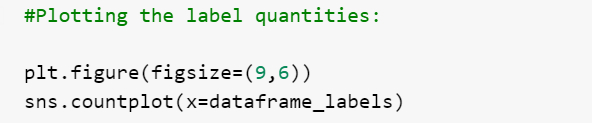 #Plotting the label quantities:
plt.figure(figsize=(9,6))
sns.countplot(x=dataframe_labels)